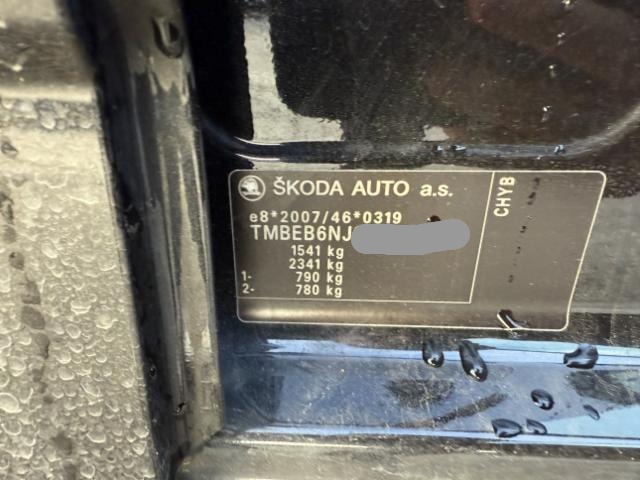 ŠKODA AUTO a.s.
e8*2007/46*0319
TMBEB6NJ
1541 kg
2341 kg
1- 790 kg
2- 780 kg
CHYB